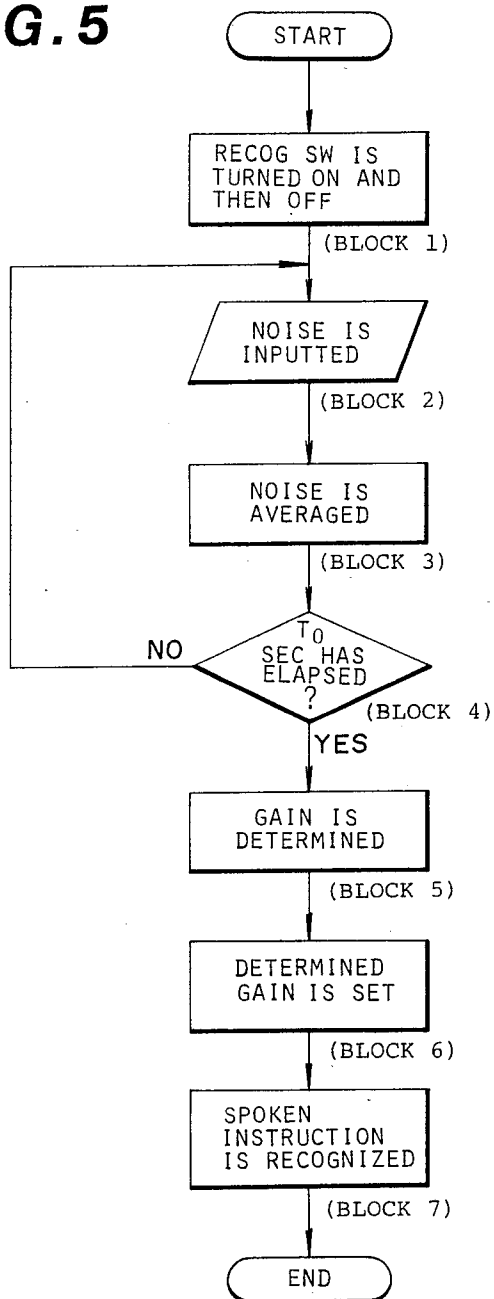 G.5
START
RECOG SW IS
TURNED ON AND
THEN OFF
(BLOCK 1)
NOISE IS
INPUTTED
(BLOCK 2)
NOISE IS
AVERAGED
(BLOCK 3)
T0
SEC HAS
ELAPSED
?
NO
(BLOCK 4)
YES
GAIN IS
DETERMINED
(BLOCK 5)
DETERMINED
GAIN IS SET
(BLOCK 6)
SPOKEN
INSTRUCTION
IS RECOGNIZED
(BLOCK 7)
END